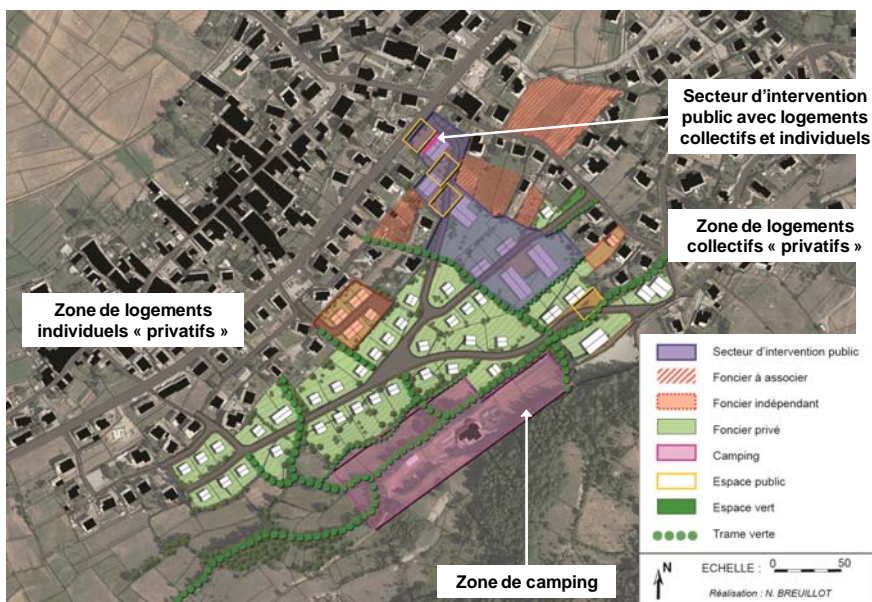 Secteur d'intervention
public avec logements
collectifs et individuels
Zone de logements
collectifs « privatifs »
Zone de logements
individuels « privatifs »
Zone de camping
Secteur d'intervention public
Foncier à associer
Foncier indépendant
Foncier privé
Camping
Espace public
Espace vert
Trame verte
N
ECHELLE : 0 50
Réalisation : N. BREUILLOT